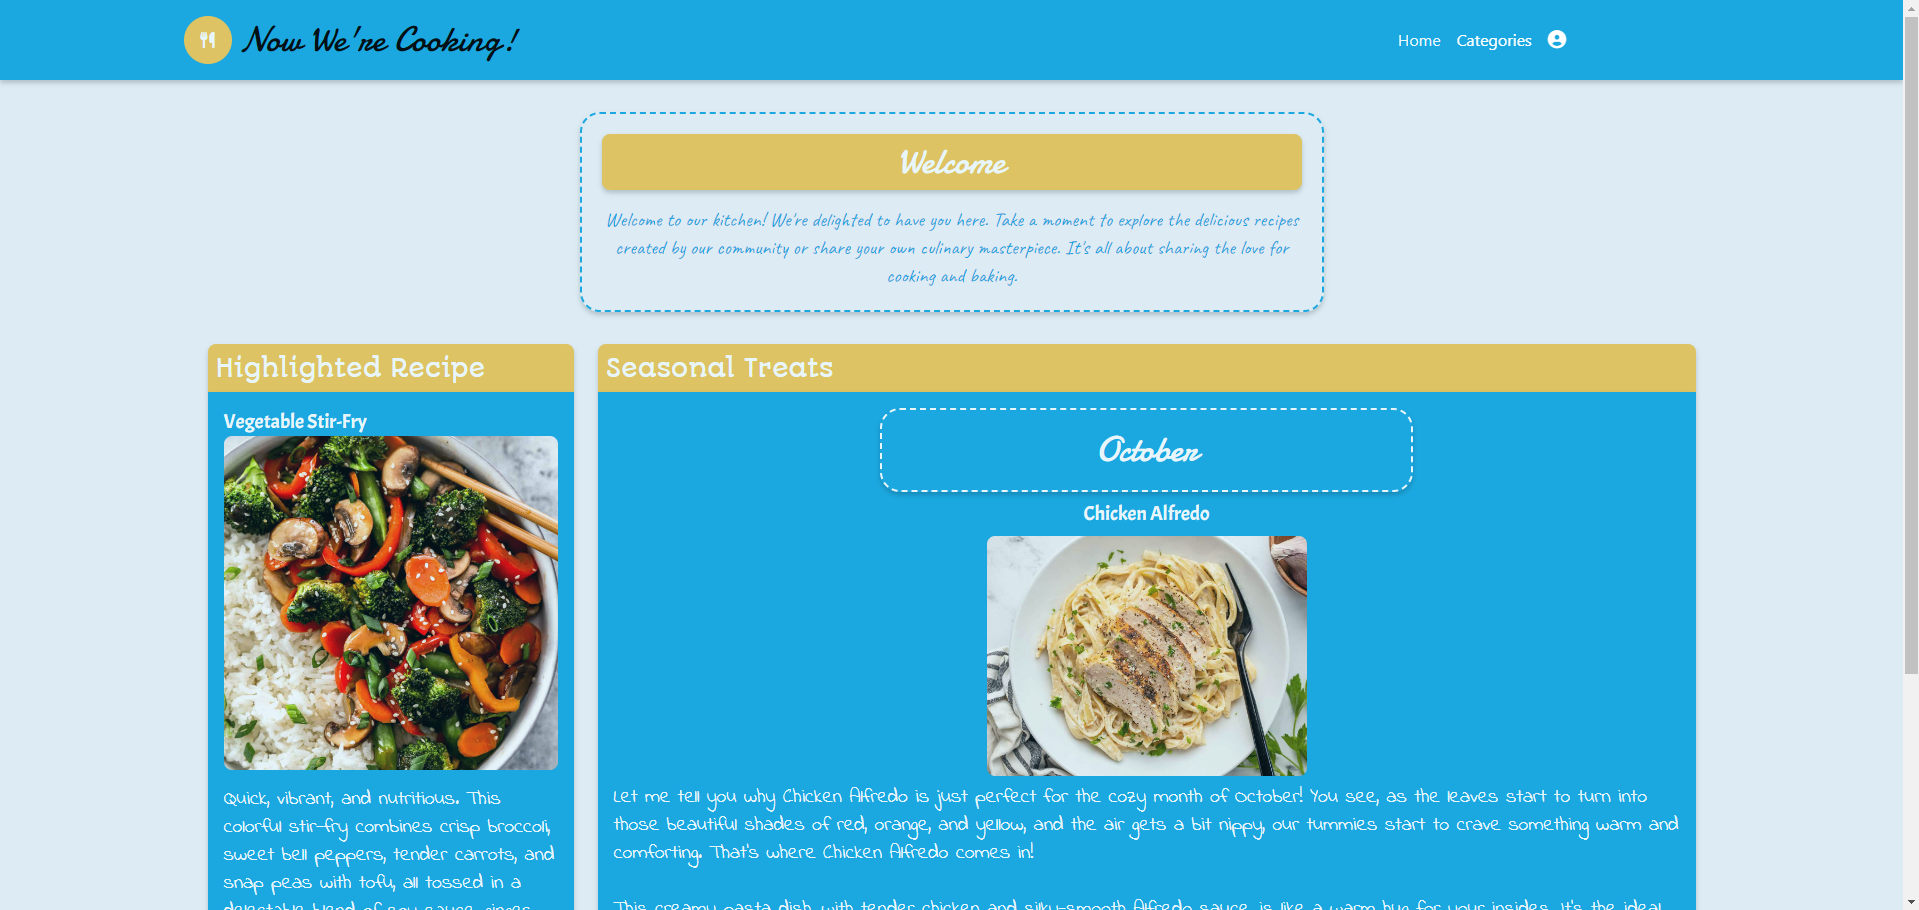 Now We're Cooking!
Home Categories
Welcome
Welcome to our kitchen! We're delighted to have you here. Take a moment to explore the delicious recipes
created by our community or share your own culinary masterpiece. It's all about sharing the love for
cooking and baking.
Highlighted Recipe
Vegetable Stir-Fry
Quick, vibrant, and nutritious. This
colorful stir-fry combines crisp broccoli,
sweet bell peppers, tender carrots, and
snap peas with tofu, all tossed in a
delectable blend of soy sauce, ginger,
Seasonal Treats
October
Chicken Alfredo
Let me tell you why Chicken Alfredo is just perfect for the cozy month of October! You see, as the leaves start to turn into
those beautiful shades of red, orange, and yellow, and the air gets a bit nippy, our tummies start to crave something warm and
comforting. That's where Chicken Alfredo comes in!
This creamy pasta dish, with tender chicken and silky-smooth Alfredo sauce, is like a warm hug for your insides. It's the ideal